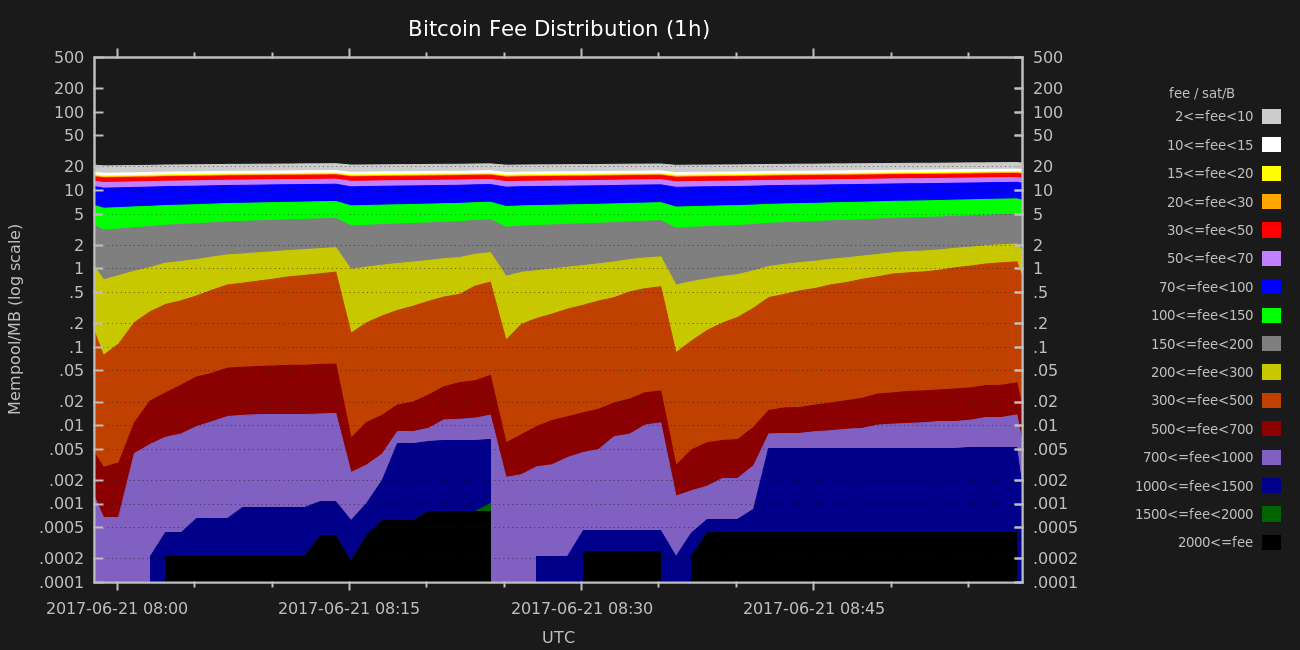 Bitcoin Fee Distribution (1h)
500
200
100
50
20
10
5
2
1
.5
.2
.1
.05
.02
.01
.005
.002
.001
.0005
.0002
.0001
Mempool/MB (log scale)
500
200
100
50
20
10
5
2
1
.5
.2
.1
.05
.02
.01
.005
.002
.001
.0005
.0002
.0001
2017-06-21 08:00
2017-06-21 08:15
2017-06-21 08:30
2017-06-21 08:45
UTC
fee / sat/B
2<=fee<10
10<=fee<15
15<=fee<20
20<=fee<30
30<=fee<50
50<=fee<70
70<=fee<100
100<=fee<150
150<=fee<200
200<=fee<300
300<=fee<500
500<=fee<700
700<=fee<1000
1000<=fee<1500
1500<=fee<2000
2000<=fee